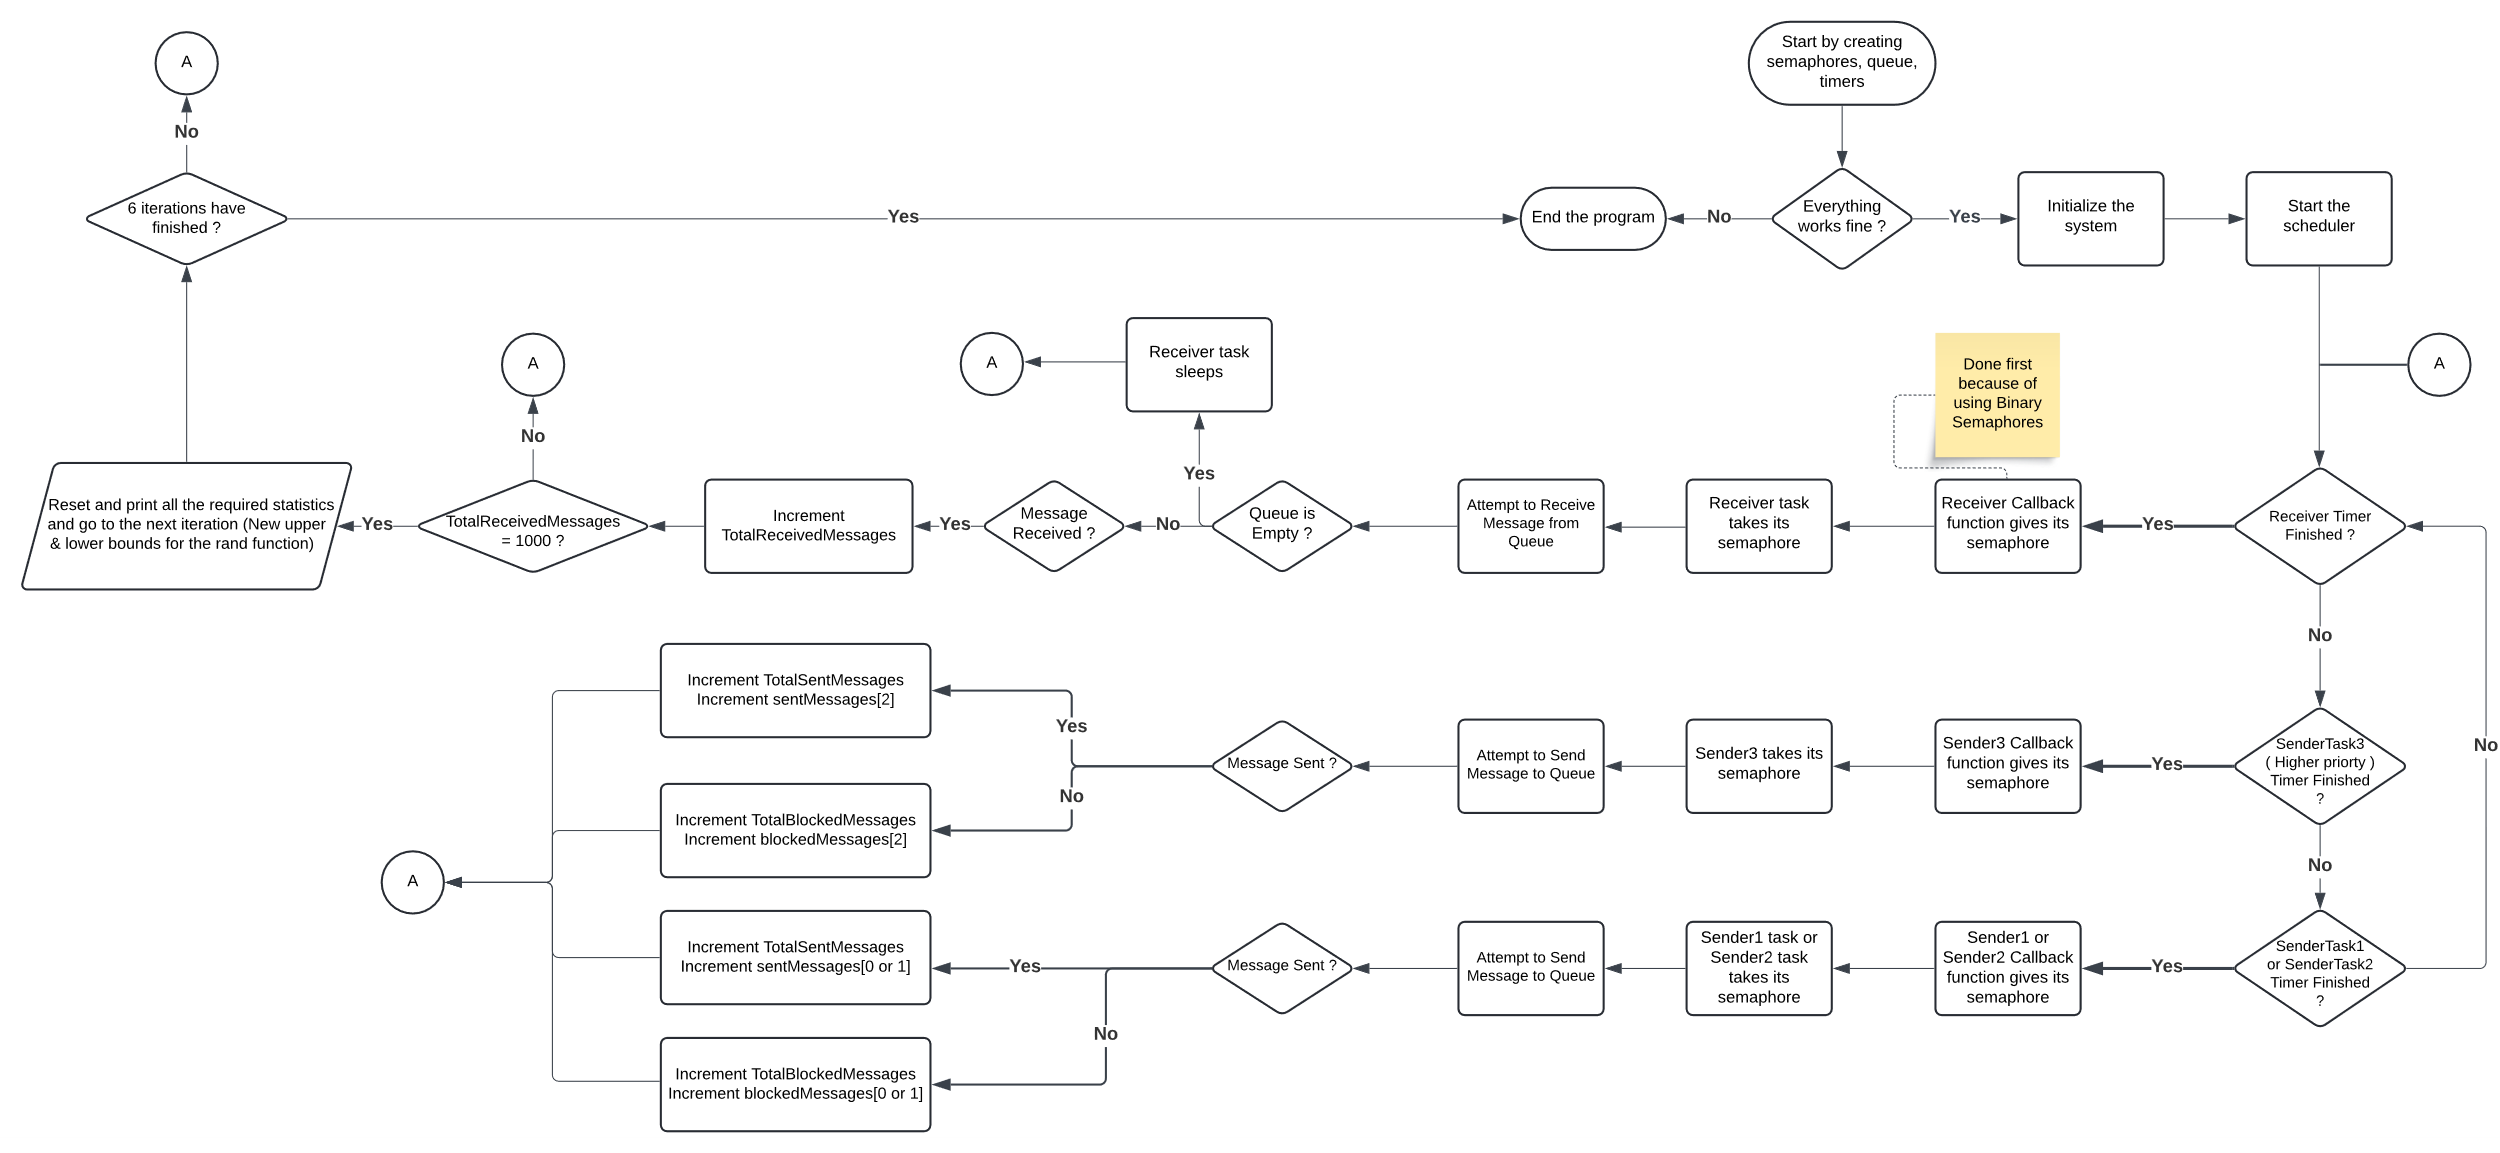 A
Start by creating
semaphores, queue,
timers
No
6 iterations have
finished ?
Yes
End the program
No
Everything
works fine ?
Yes
Initialize the
system
Start the
scheduler
A
No
A
Receiver task
sleeps
Yes
Done first
because of
using Binary
Semaphores
A
Reset and print all the required statistics
and go to the next iteration (New upper
& lower bounds for the rand function)
Yes
TotalReceivedMessages
= 1000 ?
Increment
TotalReceivedMessages
Yes
Message
Received ?
No
Queue is
Empty ?
Attempt to Receive
Message from
Queue
Receiver task
takes its
semaphore
Receiver Callback
function gives its
semaphore
Yes
Receiver Timer
Finished ?
No
Increment TotalSentMessages
Increment sentMessages[2]
Yes
No
Message Sent ?
Attempt to Send
Message to Queue
Sender3 takes its
semaphore
Sender3 Callback
function gives its
semaphore
Yes
SenderTask3
( Higher priorty )
Timer Finished
?
No
Increment TotalBlockedMessages
Increment blockedMessages[2]
No
A
Increment TotalSentMessages
Increment sentMessages[0 or 1]
Yes
No
Message Sent ?
Attempt to Send
Message to Queue
Sender1 task or
Sender2 task
takes its
semaphore
Sender1 or
Sender2 Callback
function gives its
semaphore
Yes
SenderTask1
or SenderTask2
Timer Finished
?
Increment TotalBlockedMessages
Increment blockedMessages[0 or 1]